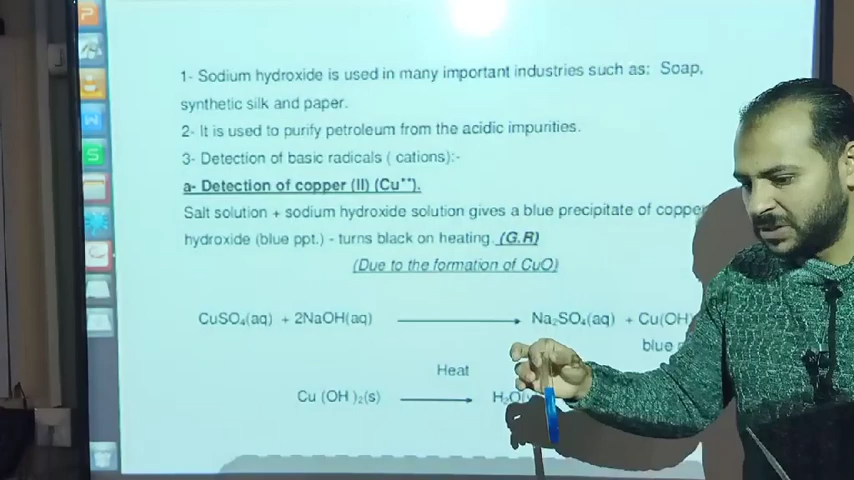 1- Sodium hydroxide is used in many important industries such as: Soap,
synthetic silk and paper.
2- It is used to purify petroleum from the acidic impurities.
3- Detection of basic radicals ( cations):-
a- Detection of copper (II) (Cu⁺⁺).
Salt solution + sodium hydroxide solution gives a blue precipitate of copper
hydroxide (blue ppt.) - turns black on heating. (G.R)
(Due to the formation of CuO)
CuSO₄(aq) + 2NaOH(aq) Na₂SO₄(aq) + Cu(OH)
blue
Heat
Cu (OH )₂(s) H₂O(